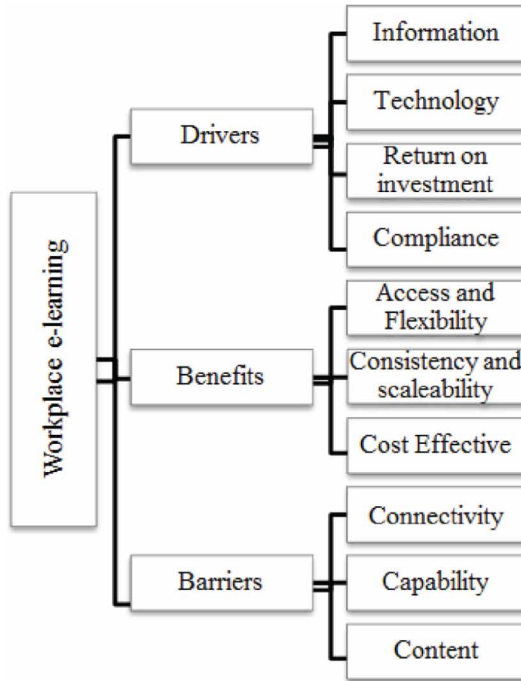 Workplace e-learning
Drivers
Information
Technology
Return on
investment
Compliance
Benefits
Access and
Flexibility
Consistency and
scaleability
Cost Effective
Barriers
Connectivity
Capability
Content